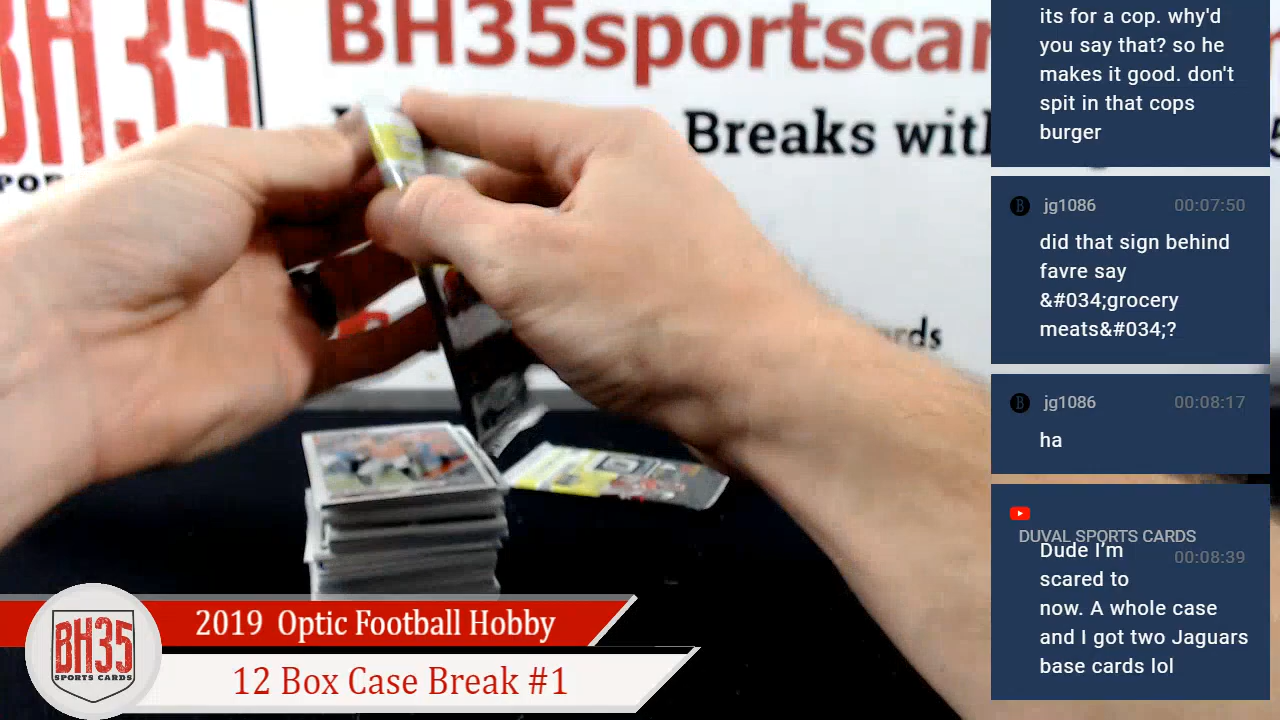 BH35
BH35sportscar
Breaks with
rds
its for a cop. why'd
you say that? so he
makes it good. don't
spit in that cops
burger
jg1086 00:07:50
did that sign behind
favre say
&#034;grocery
meats&#034;?
jg1086 00:08:17
ha
DUVAL SPORTS CARDS
00:08:39
Dude I'm
scared to
now. A whole case
and I got two Jaguars
base cards lol
BH35
SPORTS CARDS
2019 Optic Football Hobby
12 Box Case Break #1